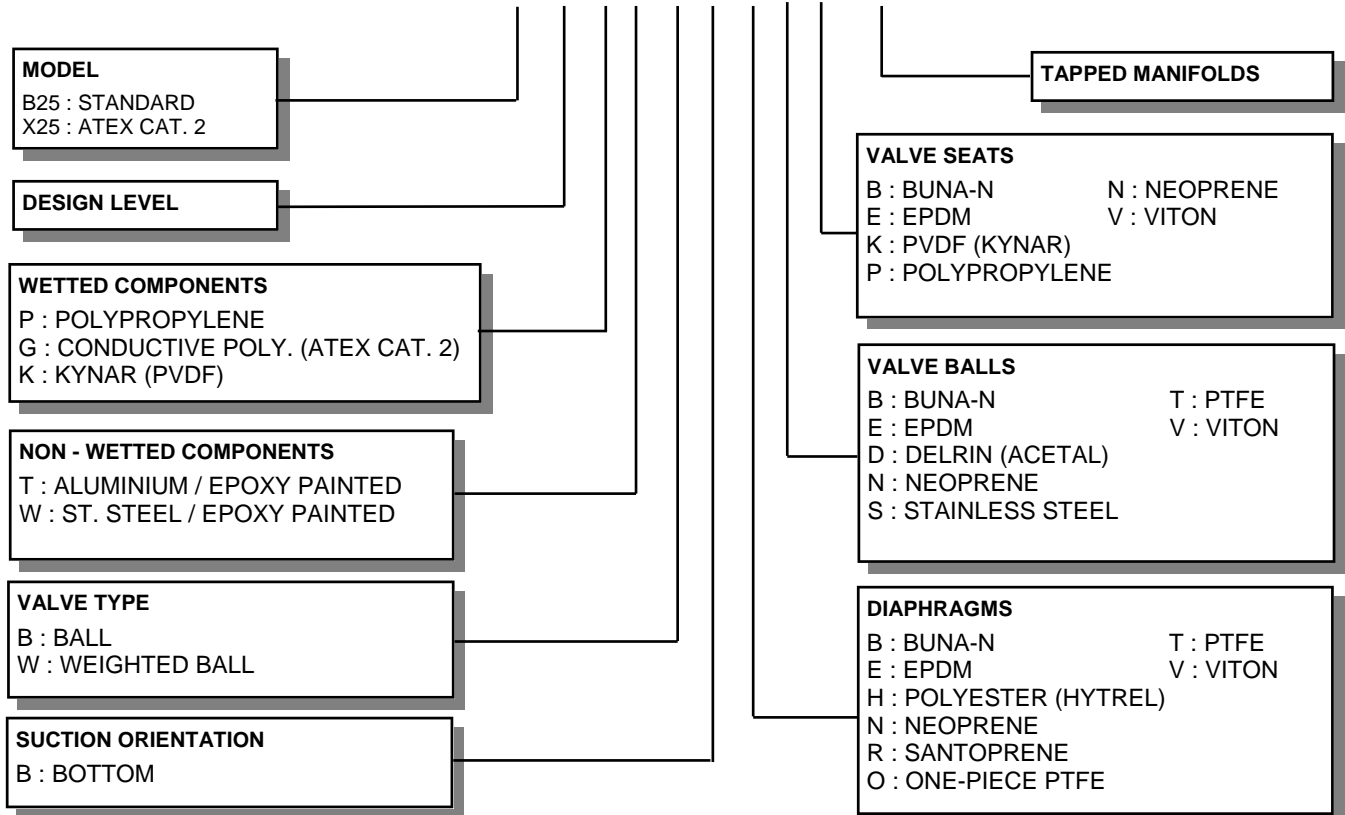 MODEL
B25 : STANDARD
X25 : ATEX CAT. 2
DESIGN LEVEL
WETTED COMPONENTS
P : POLYPROPYLENE
G : CONDUCTIVE POLY. (ATEX CAT. 2)
K : KYNAR (PVDF)
NON - WETTED COMPONENTS
T : ALUMINIUM / EPOXY PAINTED
W : ST. STEEL / EPOXY PAINTED
VALVE TYPE
B : BALL
W : WEIGHTED BALL
SUCTION ORIENTATION
B : BOTTOM
TAPPED MANIFOLDS
VALVE SEATS
B : BUNA-N N : NEOPRENE
E : EPDM V : VITON
K : PVDF (KYNAR)
P : POLYPROPYLENE
VALVE BALLS
B : BUNA-N T : PTFE
E : EPDM V : VITON
D : DELRIN (ACETAL)
N : NEOPRENE
S : STAINLESS STEEL
DIAPHRAGMS
B : BUNA-N T : PTFE
E : EPDM V : VITON
H : POLYESTER (HYTREL)
N : NEOPRENE
R : SANTOPRENE
O : ONE-PIECE PTFE